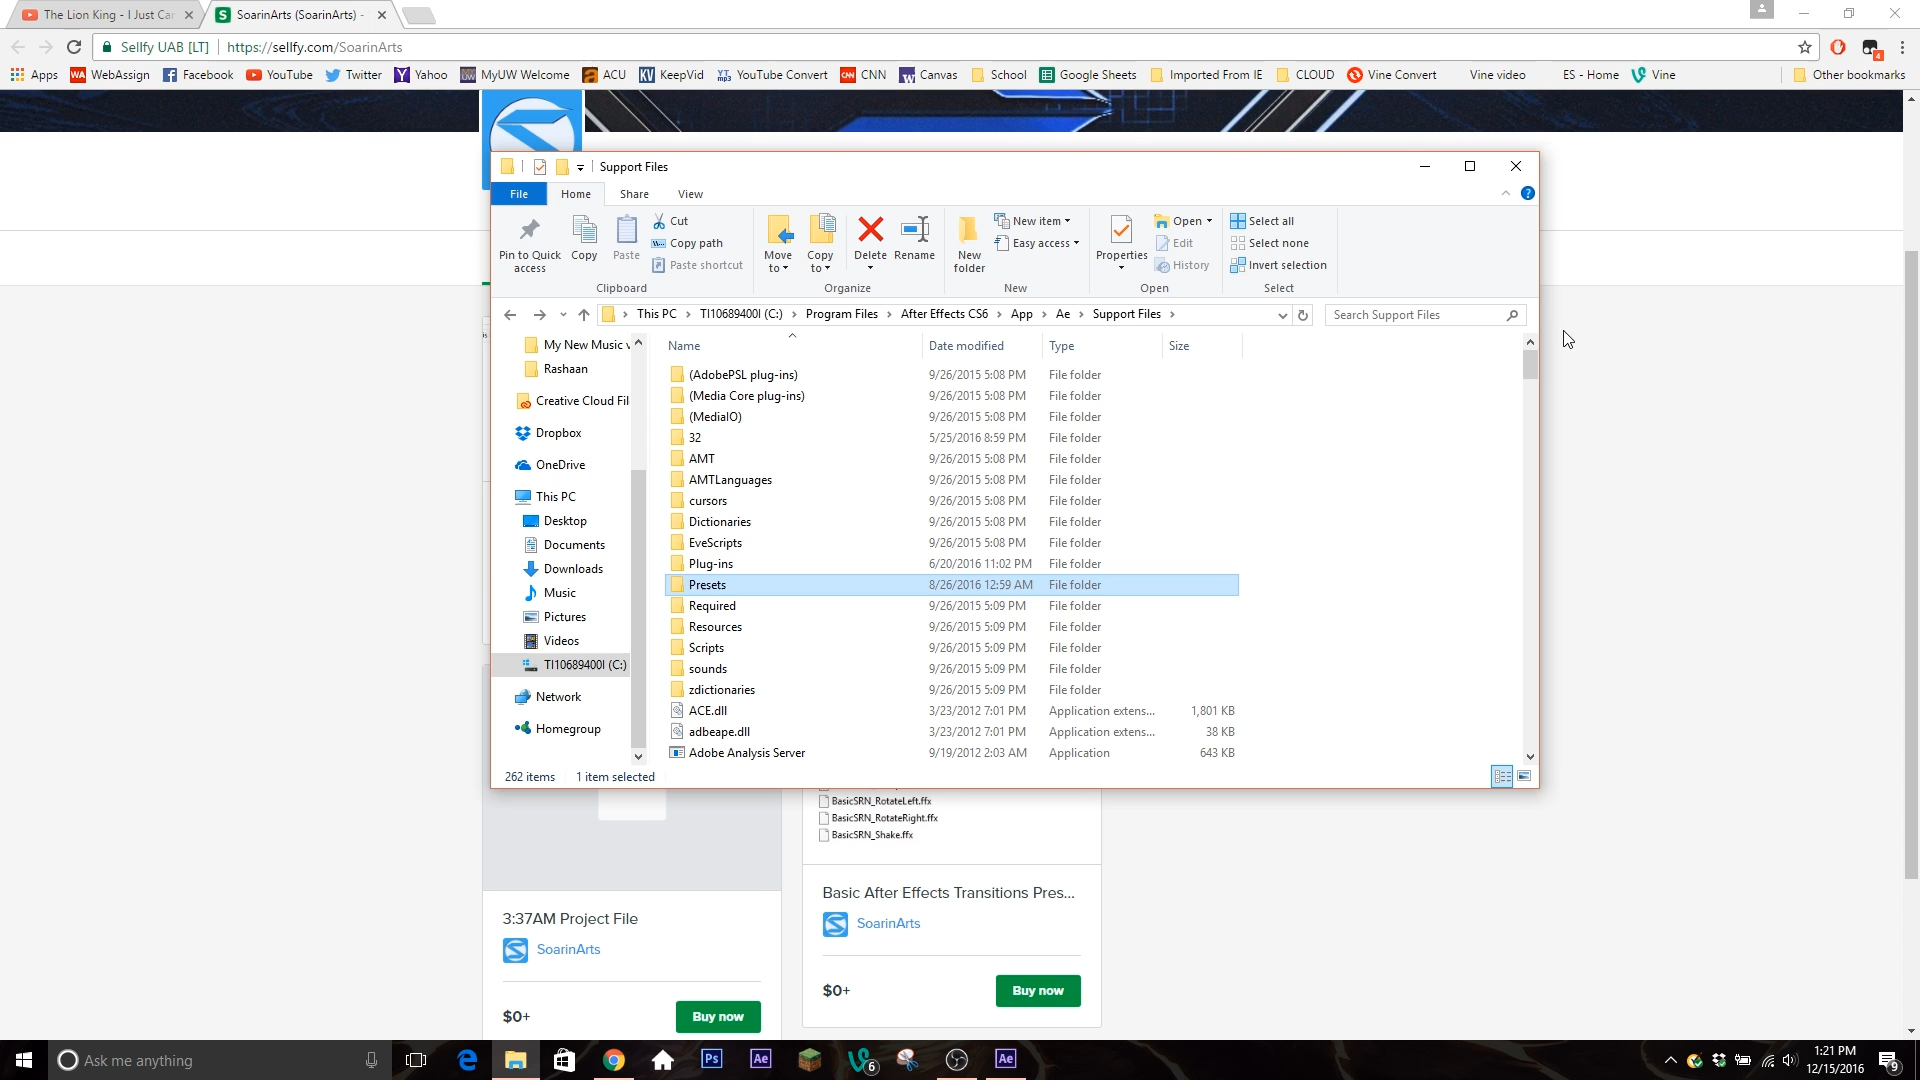 The Lion King - I Just Car
SoarinArts (SoarinArts) -
Sellfy UAB [LT] https://sellfy.com/SoarinArts
Apps WebAssign Facebook YouTube Twitter Yahoo MyUW Welcome ACU KeepVid YouTube Convert CNN Canvas School Google Sheets Imported From IE CLOUD Vine Convert Vine video ES - Home Vine Other bookmarks
Support Files
File Home Share View
Pin to Quick access
Copy
Paste
Cut
Copy path
Paste shortcut
Clipboard
Move to
Copy to
Delete
Rename
Organize
New folder
New item
Easy access
New
Properties
Open
Edit
History
Open
Select all
Select none
Invert selection
Select
This PC > TI10689400I (C:) > Program Files > After Effects CS6 > App > Ae > Support Files >
Search Support Files
My New Music v
Rashaan
Creative Cloud Fil
Dropbox
OneDrive
This PC
Desktop
Documents
Downloads
Music
Pictures
Videos
TI10689400I (C:)
Network
Homegroup
Name Date modified Type Size
(AdobePSL plug-ins) 9/26/2015 5:08 PM File folder
(Media Core plug-ins) 9/26/2015 5:08 PM File folder
(MediaIO) 9/26/2015 5:08 PM File folder
32 5/25/2016 8:59 PM File folder
AMT 9/26/2015 5:08 PM File folder
AMTLanguages 9/26/2015 5:08 PM File folder
cursors 9/26/2015 5:08 PM File folder
Dictionaries 9/26/2015 5:08 PM File folder
EveScripts 9/26/2015 5:08 PM File folder
Plug-ins 6/20/2016 11:02 PM File folder
Presets 8/26/2016 12:59 AM File folder
Required 9/26/2015 5:09 PM File folder
Resources 9/26/2015 5:09 PM File folder
Scripts 9/26/2015 5:09 PM File folder
sounds 9/26/2015 5:09 PM File folder
zdictionaries 9/26/2015 5:09 PM File folder
ACE.dll 3/23/2012 7:01 PM Application extens... 1,801 KB
adbeape.dll 3/23/2012 7:01 PM Application extens... 38 KB
Adobe Analysis Server 9/19/2012 2:03 AM Application 643 KB
262 items 1 item selected
BasicSRN_RotateLeft.ffx
BasicSRN_RotateRight.ffx
BasicSRN_Shake.ffx
3:37AM Project File
SoarinArts
$0+
Buy now
Basic After Effects Transitions Pres...
SoarinArts
$0+
Buy now
Ask me anything
Ps
Ae
6
Ae
1:21 PM
12/15/2016
9